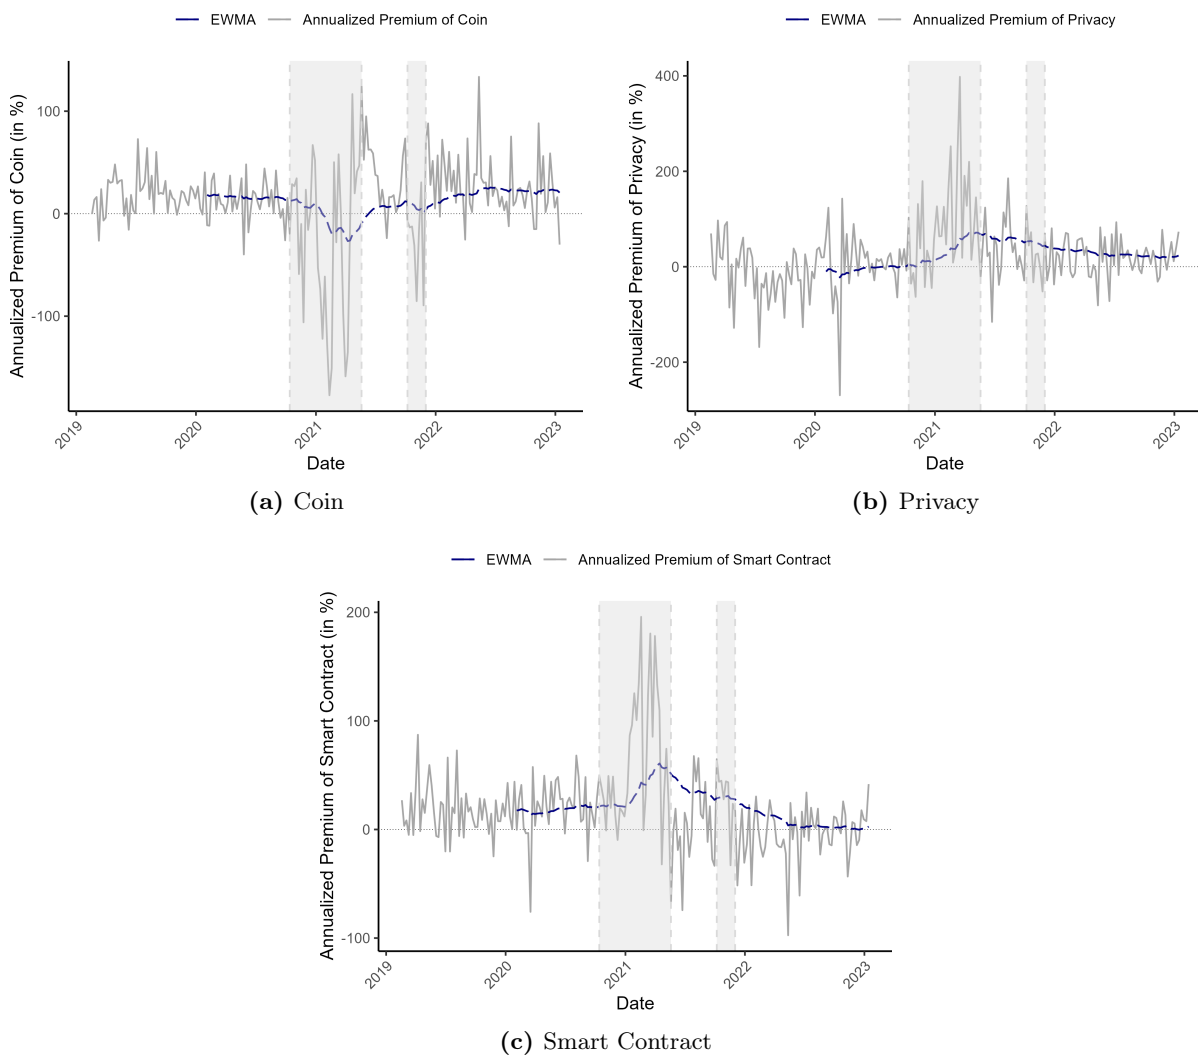 EWMA Annualized Premium of Coin
Annualized Premium of Coin (in %)
100
0
-100
2019 2020 2021 2022 2023
Date
(a) Coin
EWMA Annualized Premium of Privacy
Annualized Premium of Privacy (in %)
400
200
0
-200
2019 2020 2021 2022 2023
Date
(b) Privacy
EWMA Annualized Premium of Smart Contract
Annualized Premium of Smart Contract (in %)
200
100
0
-100
2019 2020 2021 2022 2023
Date
(c) Smart Contract